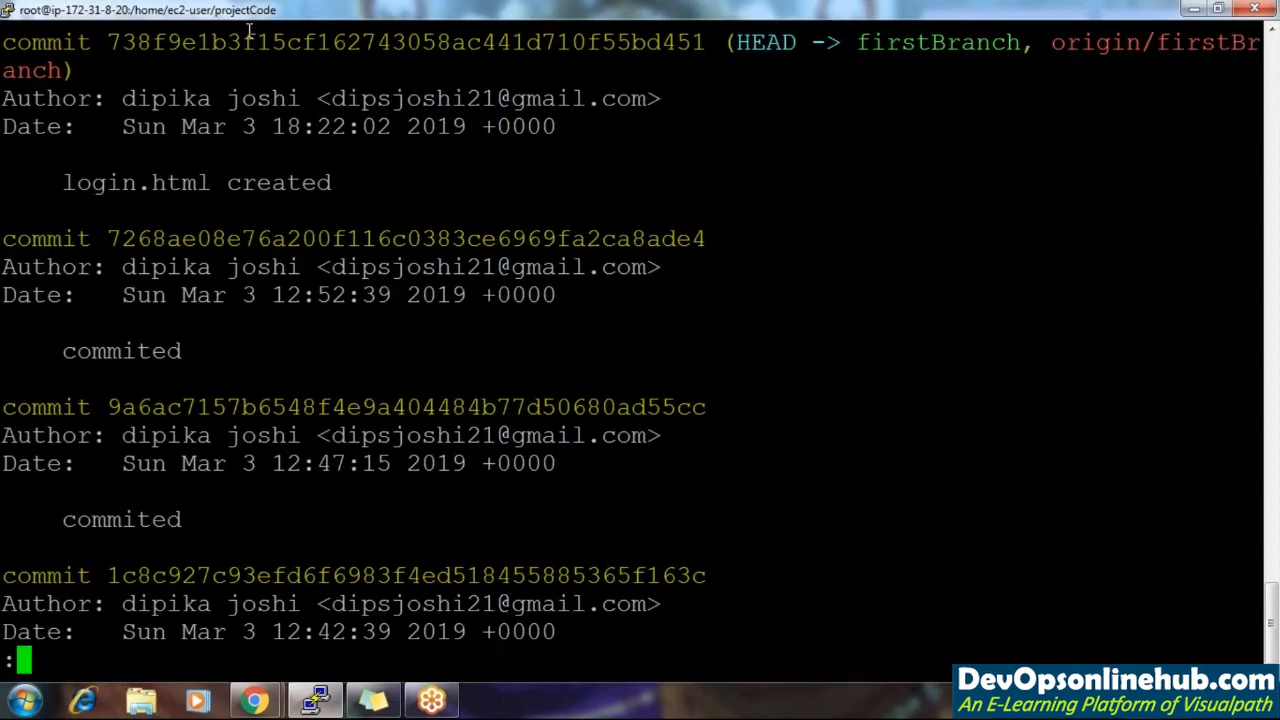 root@ip-172-31-8-20:/home/ec2-user/projectCode
commit 738f9e1b3f15cf162743058ac441d710f55bd451 (HEAD -> firstBranch, origin/firstBr
anch)
Author: dipika joshi <dipsjoshi21@gmail.com>
Date:   Sun Mar 3 18:22:02 2019 +0000
login.html created
commit 7268ae08e76a200f116c0383ce6969fa2ca8ade4
Author: dipika joshi <dipsjoshi21@gmail.com>
Date:   Sun Mar 3 12:52:39 2019 +0000
commited
commit 9a6ac7157b6548f4e9a404484b77d50680ad55cc
Author: dipika joshi <dipsjoshi21@gmail.com>
Date:   Sun Mar 3 12:47:15 2019 +0000
commited
commit 1c8c927c93efd6f6983f4ed518455885365f163c
Author: dipika joshi <dipsjoshi21@gmail.com>
Date:   Sun Mar 3 12:42:39 2019 +0000
:
DevOpsonlinehub.com
An E-Learning Platform of Visualpath